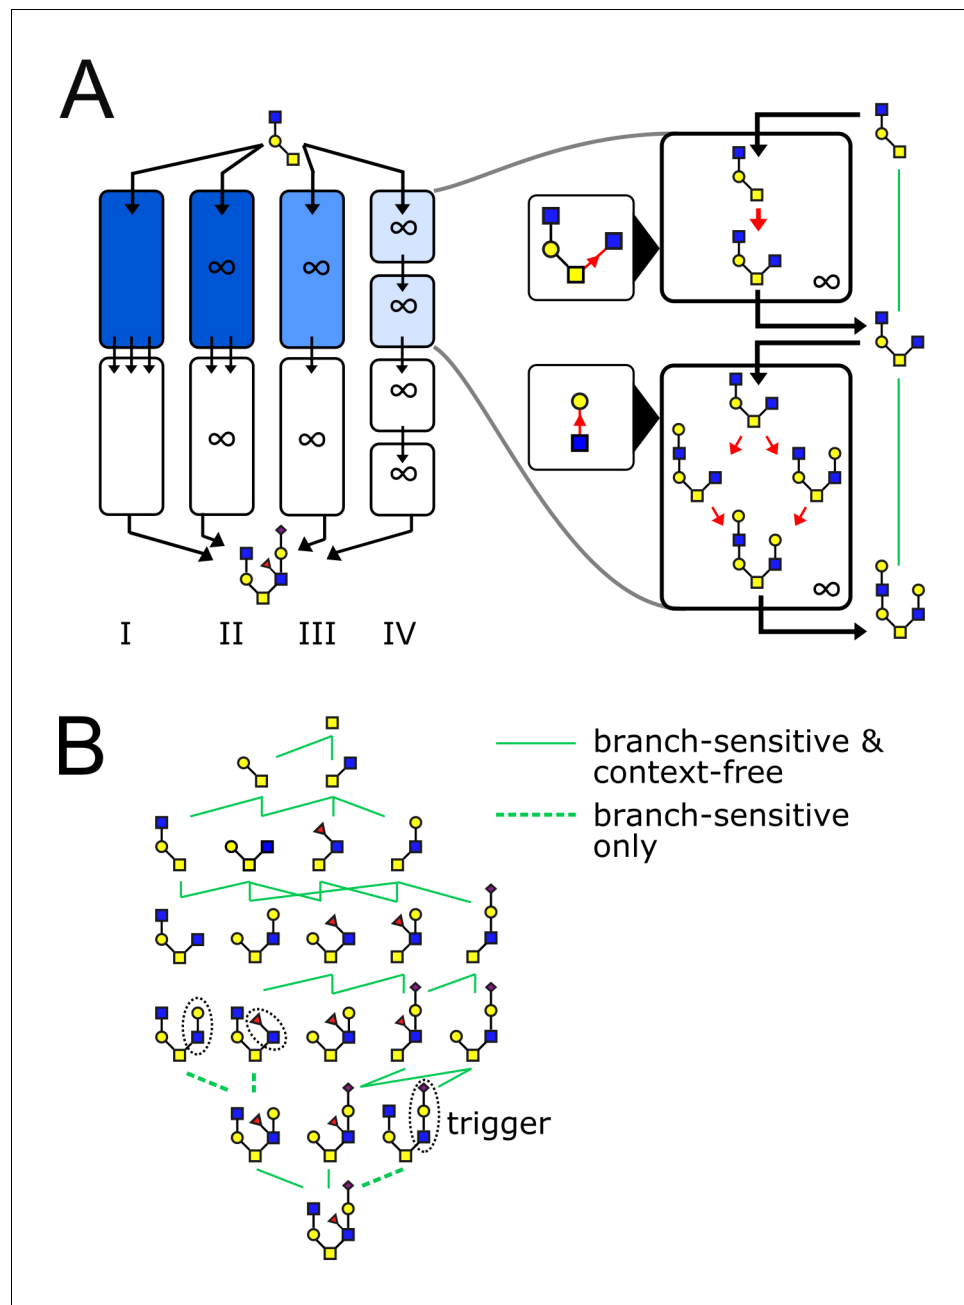 A
∞ ∞ ∞
∞
∞
∞
∞ ∞
∞
∞
∞
I II III IV
B
branch-sensitive &
context-free
branch-sensitive
only
trigger